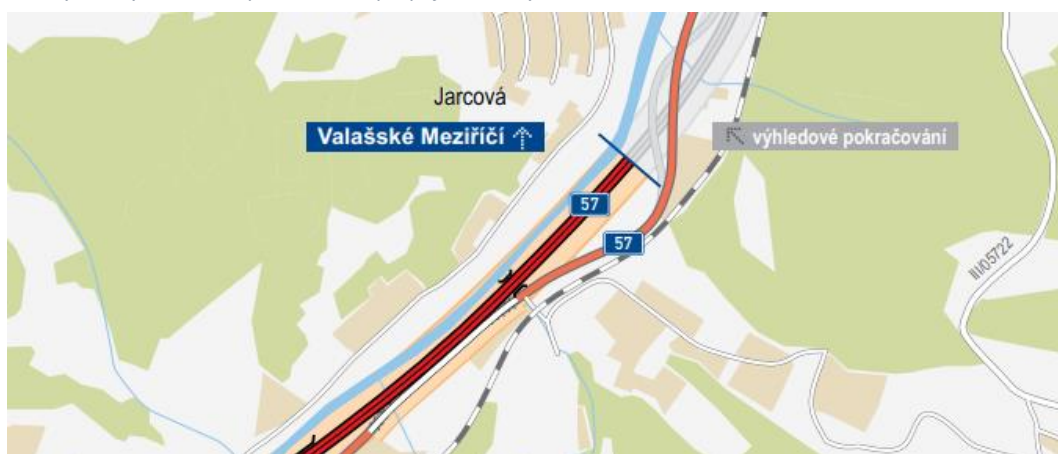 Jarcová
Valašské Meziříčí
výhledové pokračování
57
57
III/05722